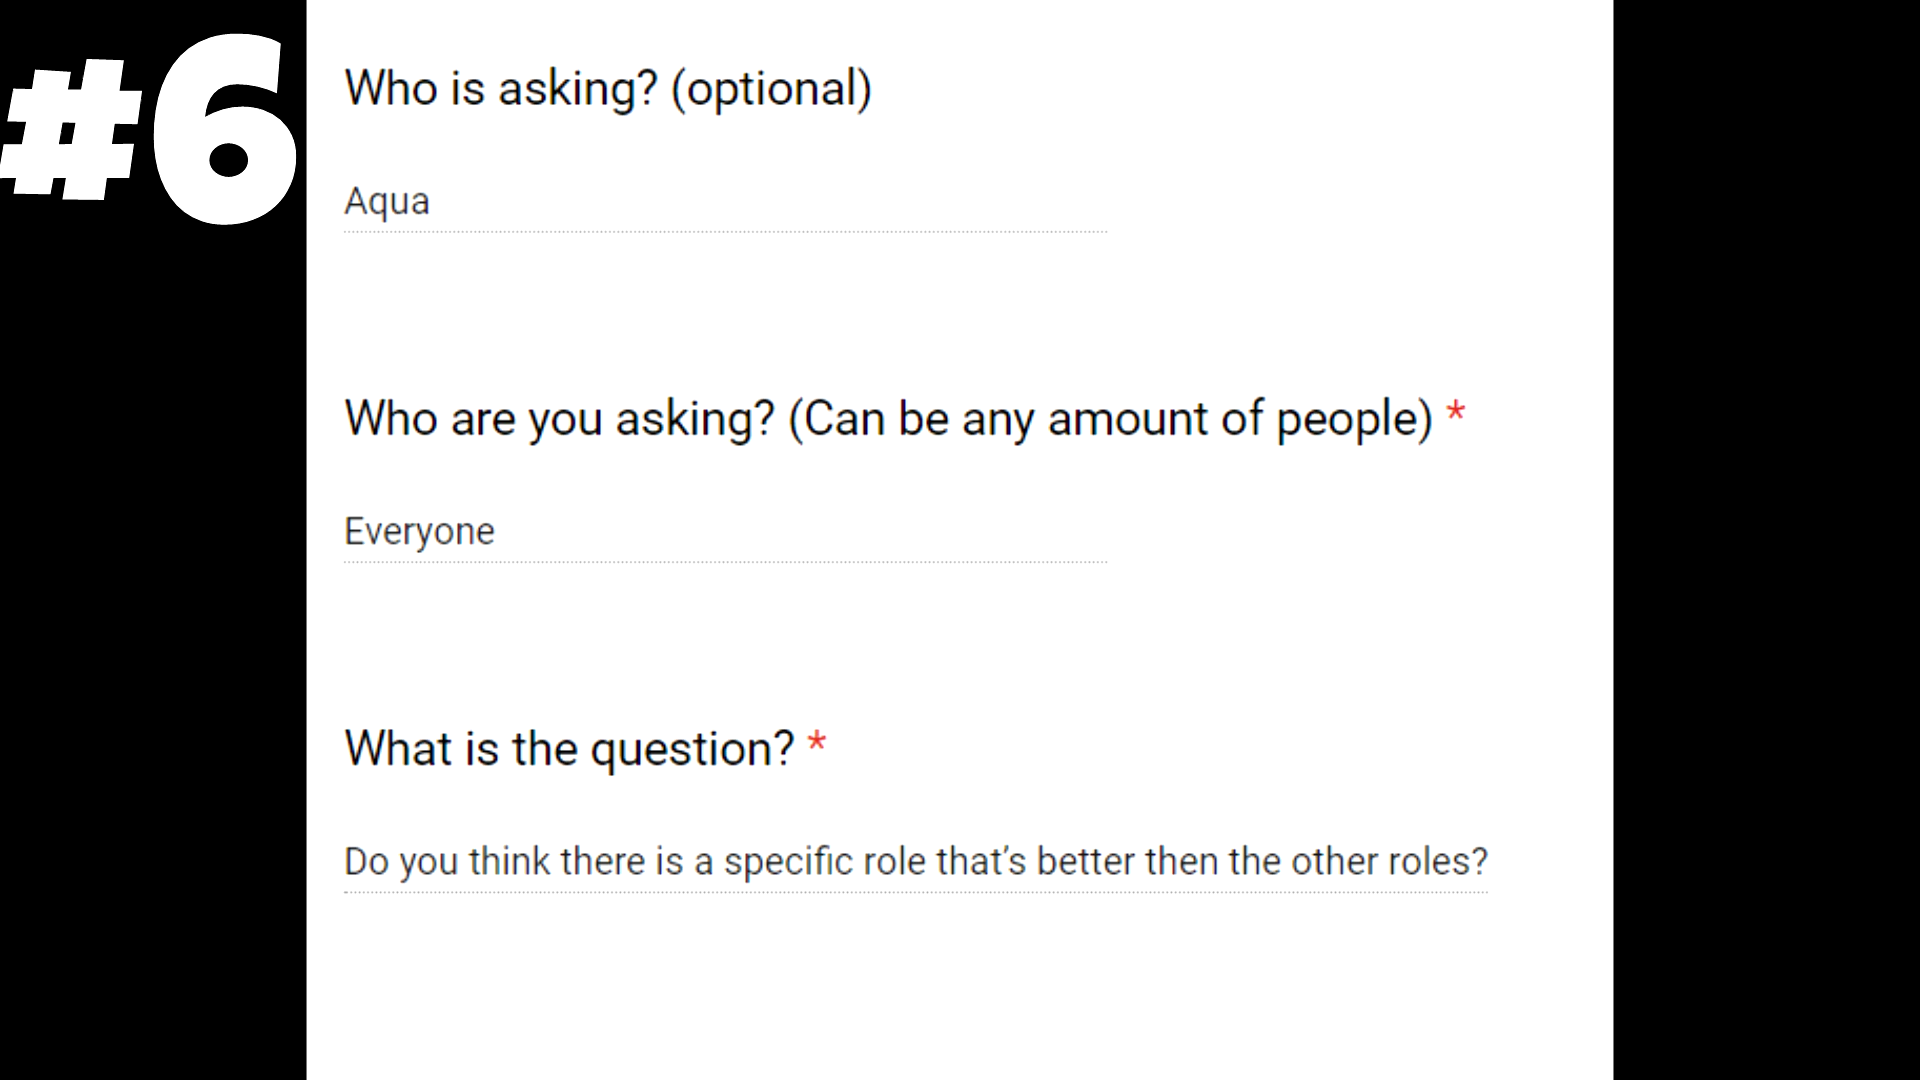 #6
Who is asking? (optional)
Aqua
Who are you asking? (Can be any amount of people) *
Everyone
What is the question? *
Do you think there is a specific role that’s better then the other roles?